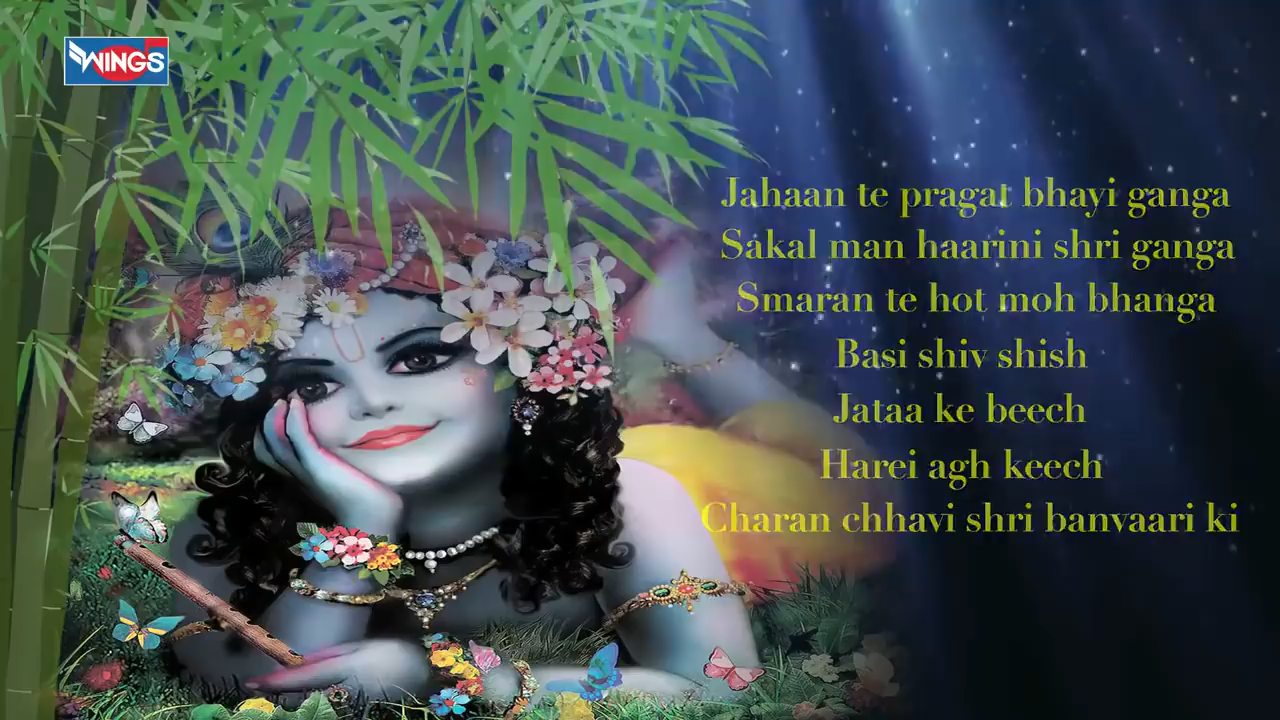 WINGS
Jahaan te pragat bhayi ganga
Sakal man haarini shri ganga
Smaran te hot moh bhanga
Basi shiv shish
Jataa ke beech
Harei agh keech
Charan chhavi shri banvaari ki